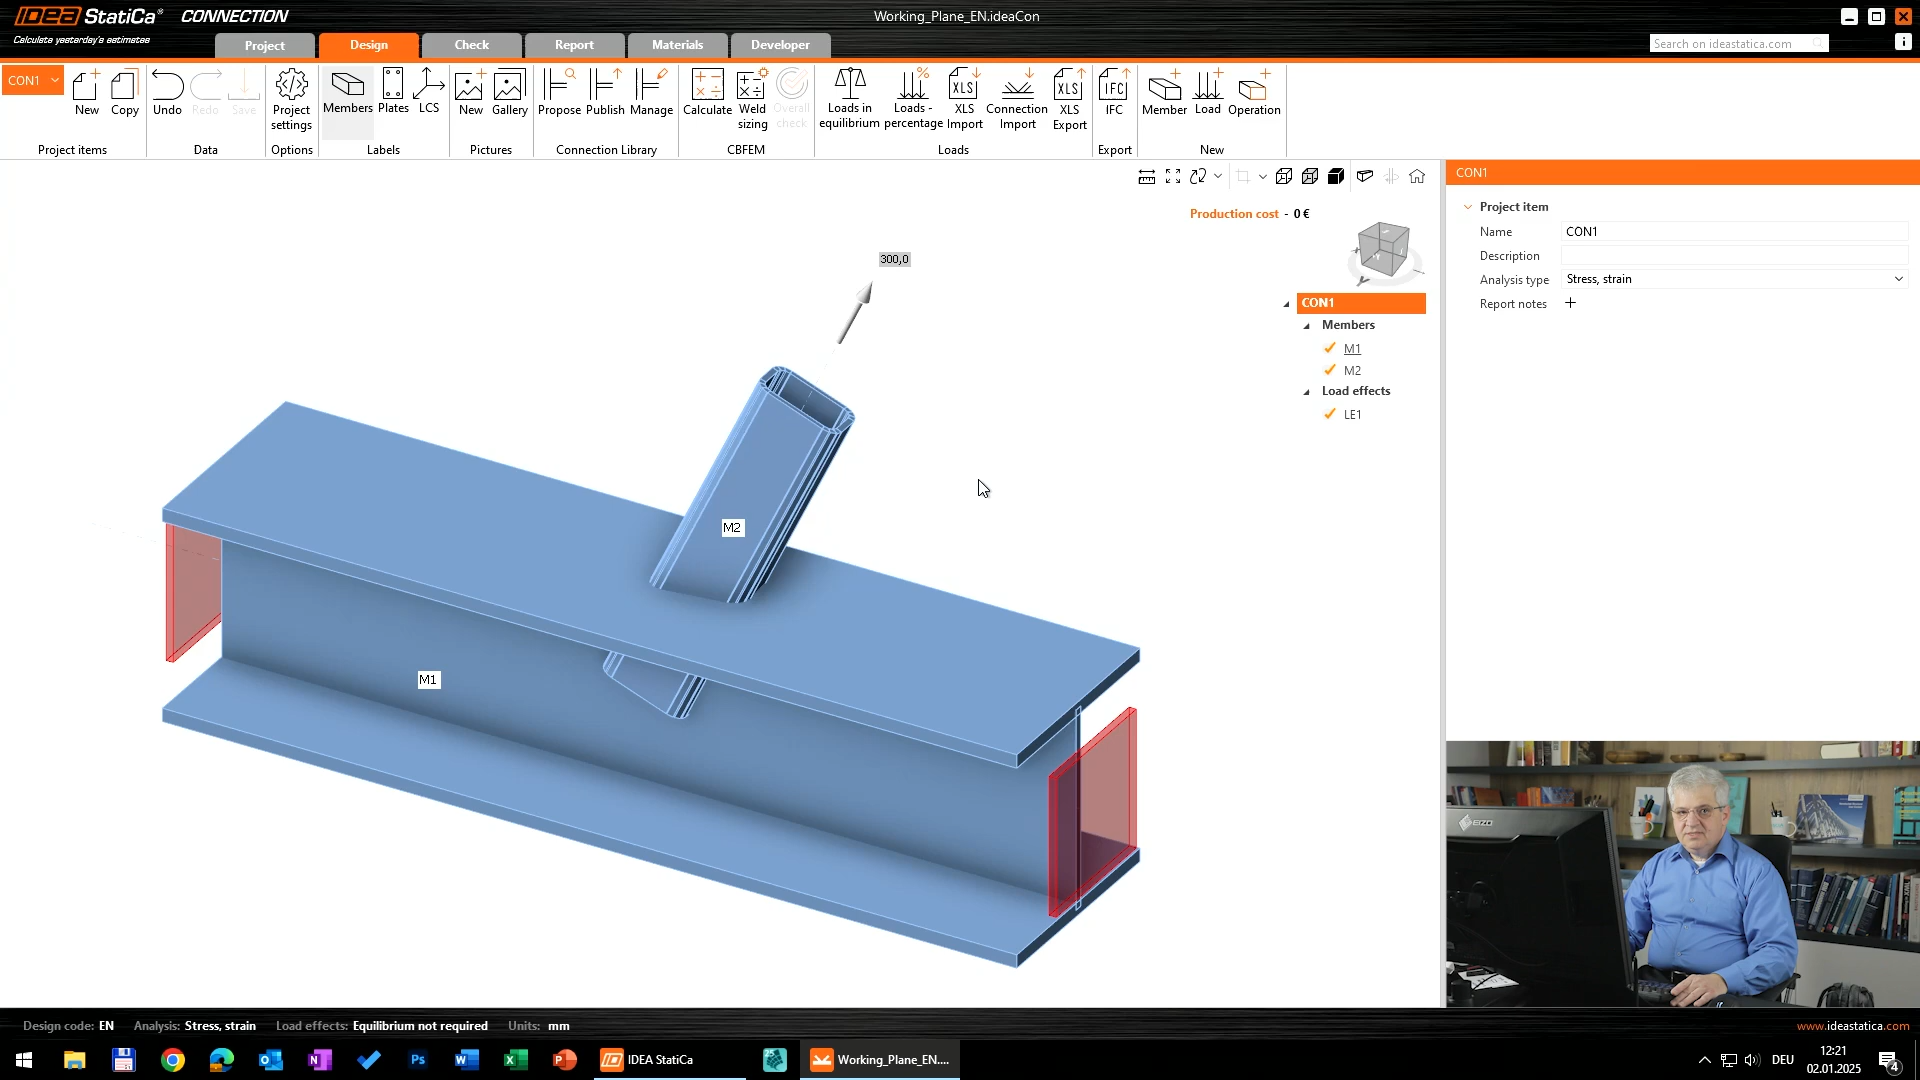 IDEA StatiCa® CONNECTION
Calculate yesterday's estimates
Working_Plane_EN.ideaCon
Project
Design
Check
Report
Materials
Developer
Search on ideastatica.com
i
CON1
New
Copy
Undo
Redo
Save
Project settings
Members
Plates
LCS
New
Gallery
Propose
Publish
Manage
Calculate
Weld sizing
Overall check
Loads in equilibrium
Loads - percentage
XLS Import
Connection Import
XLS Export
IFC
Member
Load
Operation
Project items
Data
Options
Labels
Pictures
Connection Library
CBFEM
Loads
Export
New
Production cost - 0 €
300,0
M2
M1
CON1
Members
M1
M2
Load effects
LE1
CON1
Project item
Name CON1
Description
Analysis type Stress, strain
Report notes
EIZO
Design code: EN Analysis: Stress, strain Load effects: Equilibrium not required Units: mm
www.ideastatica.com
IDEA StatiCa
Working_Plane_EN....
DEU
12:21
02.01.2025
4